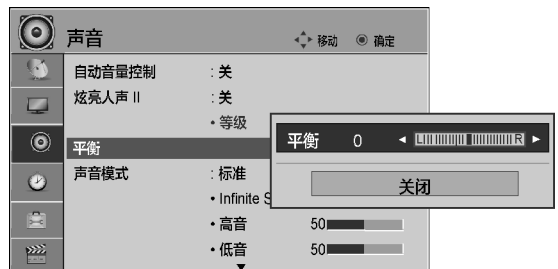 声音 移动 确定
自动音量控制 : 关
炫亮人声 II : 关
• 等级
平衡
平衡 0 L R
声音模式 : 标准
关闭
• Infinite S
• 高音 50
• 低音 50